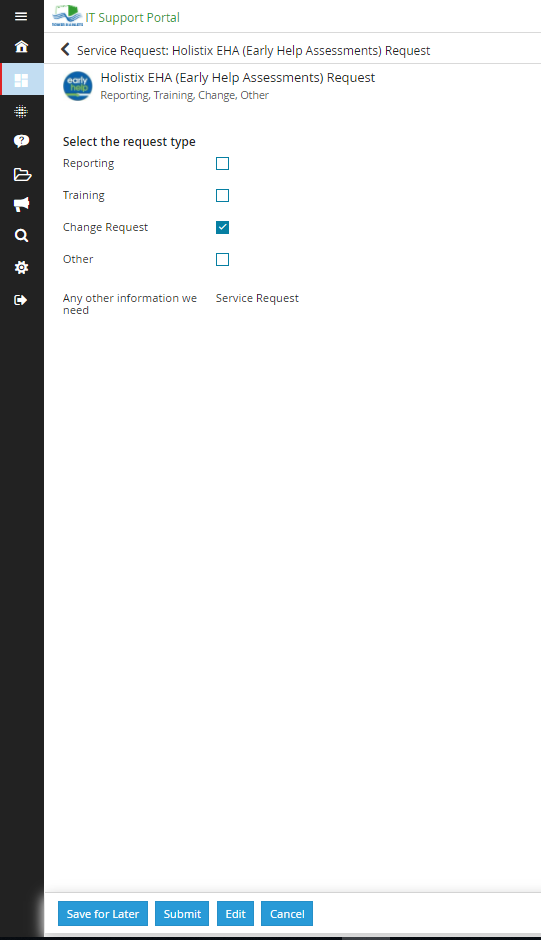 IT Support Portal
Service Request: Holistix EHA (Early Help Assessments) Request
early
help
Holistix EHA (Early Help Assessments) Request
Reporting, Training, Change, Other
Select the request type
Reporting
Training
Change Request
Other
Any other information we
need
Service Request
Save for Later
Submit
Edit
Cancel